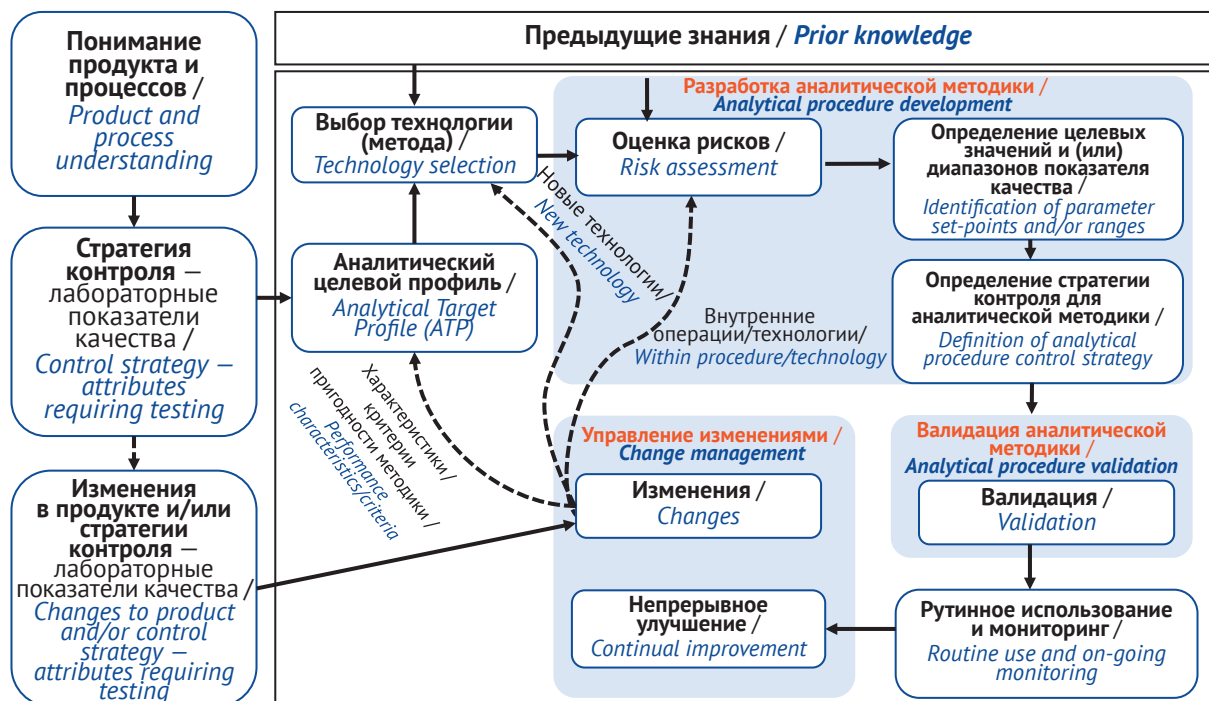 Понимание
продукта и
процессов /
Product and
process
understanding
Стратегия
контроля —
лабораторные
показатели
качества /
Control strategy —
attributes
requiring testing
Изменения
в продукте и/или
стратегии
контроля —
лабораторные
показатели качества /
Changes to product
and/or control
strategy —
attributes requiring
testing
Предыдущие знания / Prior knowledge
Выбор технологии
(метода) /
Technology selection
Аналитический
целевой профиль /
Analytical Target
Profile (ATP)
Разработка аналитической методики /
Analytical procedure development
Оценка рисков /
Risk assessment
Определение целевых
значений и (или)
диапазонов показателя
качества /
Identification of parameter
set-points and/or ranges
Определение стратегии
контроля для
аналитической методики /
Definition of analytical
procedure control strategy
Новые технологии/
New technology
Внутренние
операции/технологии/
Within procedure/technology
Характеристики/
критерии
пригодности методики /
Performance
characteristics/criteria
Управление изменениями /
Change management
Изменения /
Changes
Непрерывное
улучшение /
Continual improvement
Валидация аналитической
методики /
Analytical procedure validation
Валидация /
Validation
Рутинное использование
и мониторинг /
Routine use and on-going
monitoring